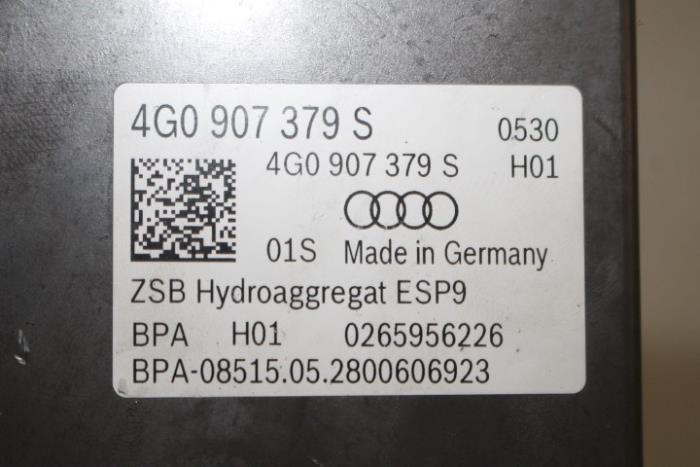 4G0 907 379 S 0530
4G0 907 379 S H01
01S Made in Germany
ZSB Hydroaggregat ESP9
BPA H01 0265956226
BPA-08515.05.2800606923